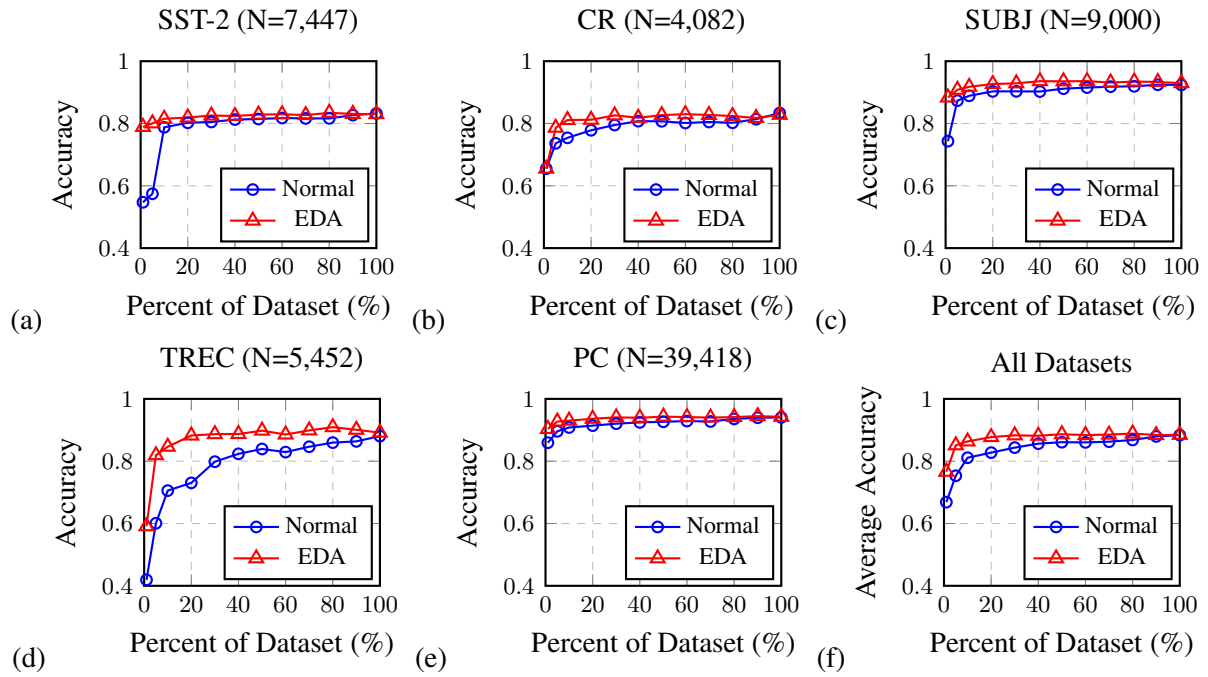 SST-2 (N=7,447)
1
0.8
0.6
0.4
Accuracy
Normal
EDA
0 20 40 60 80 100
Percent of Dataset (%)
(a)
CR (N=4,082)
1
0.8
0.6
0.4
Accuracy
Normal
EDA
0 20 40 60 80 100
Percent of Dataset (%)
(b)
SUBJ (N=9,000)
1
0.8
0.6
0.4
Accuracy
Normal
EDA
0 20 40 60 80 100
Percent of Dataset (%)
(c)
TREC (N=5,452)
1
0.8
0.6
0.4
Accuracy
Normal
EDA
0 20 40 60 80 100
Percent of Dataset (%)
(d)
PC (N=39,418)
1
0.8
0.6
0.4
Accuracy
Normal
EDA
0 20 40 60 80 100
Percent of Dataset (%)
(e)
All Datasets
1
0.8
0.6
0.4
Average Accuracy
Normal
EDA
0 20 40 60 80 100
Percent of Dataset (%)
(f)